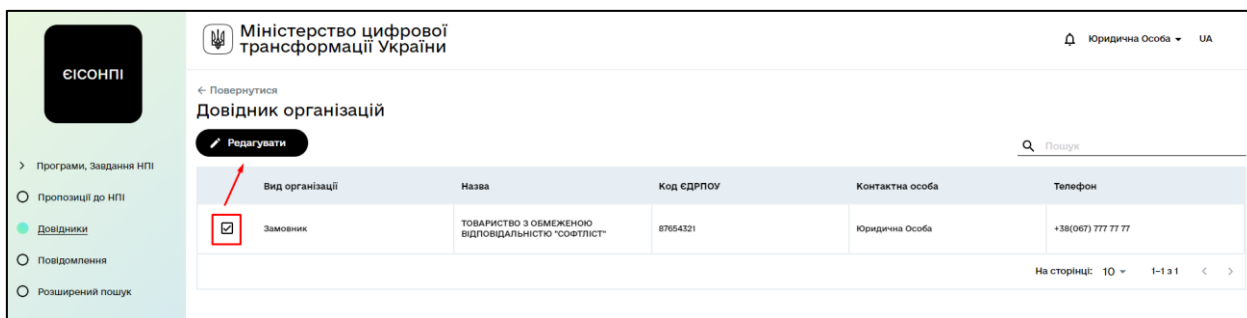 ЄІСОНПІ
Міністерство цифрової
трансформації України
Юридична Особа
UA
← Повернутися
Довідник організацій
Редагувати
Пошук
Програми, Завдання НПІ
Пропозиції до НПІ
Довідники
Повідомлення
Розширений пошук
Вид організації Назва Код ЄДРПОУ Контактна особа Телефон
Замовник ТОВАРИСТВО З ОБМЕЖЕНОЮ
ВІДПОВІДАЛЬНІСТЮ "СОФТЛІСТ" 87654321 Юридична Особа +38(067) 777 77 77
На сторінці: 10 1–1 з 1